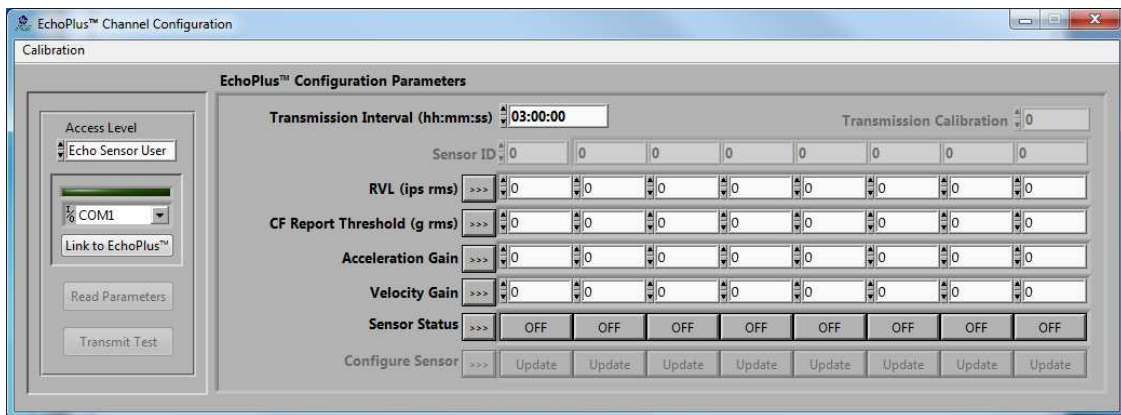 EchoPlus™ Channel Configuration
Calibration
EchoPlus™ Configuration Parameters
Access Level
Echo Sensor User
COM1
Link to EchoPlus™
Read Parameters
Transmit Test
Transmission Interval (hh:mm:ss) 03:00:00 Transmission Calibration 0
Sensor ID 0 0 0 0 0 0 0 0
RVL (ips rms) >>> 0 0 0 0 0 0 0 0
CF Report Threshold (g rms) >>> 0 0 0 0 0 0 0 0
Acceleration Gain >>> 0 0 0 0 0 0 0 0
Velocity Gain >>> 0 0 0 0 0 0 0 0
Sensor Status >>> OFF OFF OFF OFF OFF OFF OFF OFF
Configure Sensor >>> Update Update Update Update Update Update Update Update